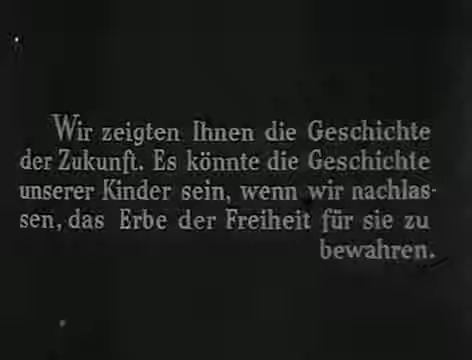 Wir zeigten Ihnen die Geschichte
der Zukunft. Es könnte die Geschichte
unserer Kinder sein, wenn wir nachlas-
sen, das Erbe der Freiheit für sie zu
bewahren.